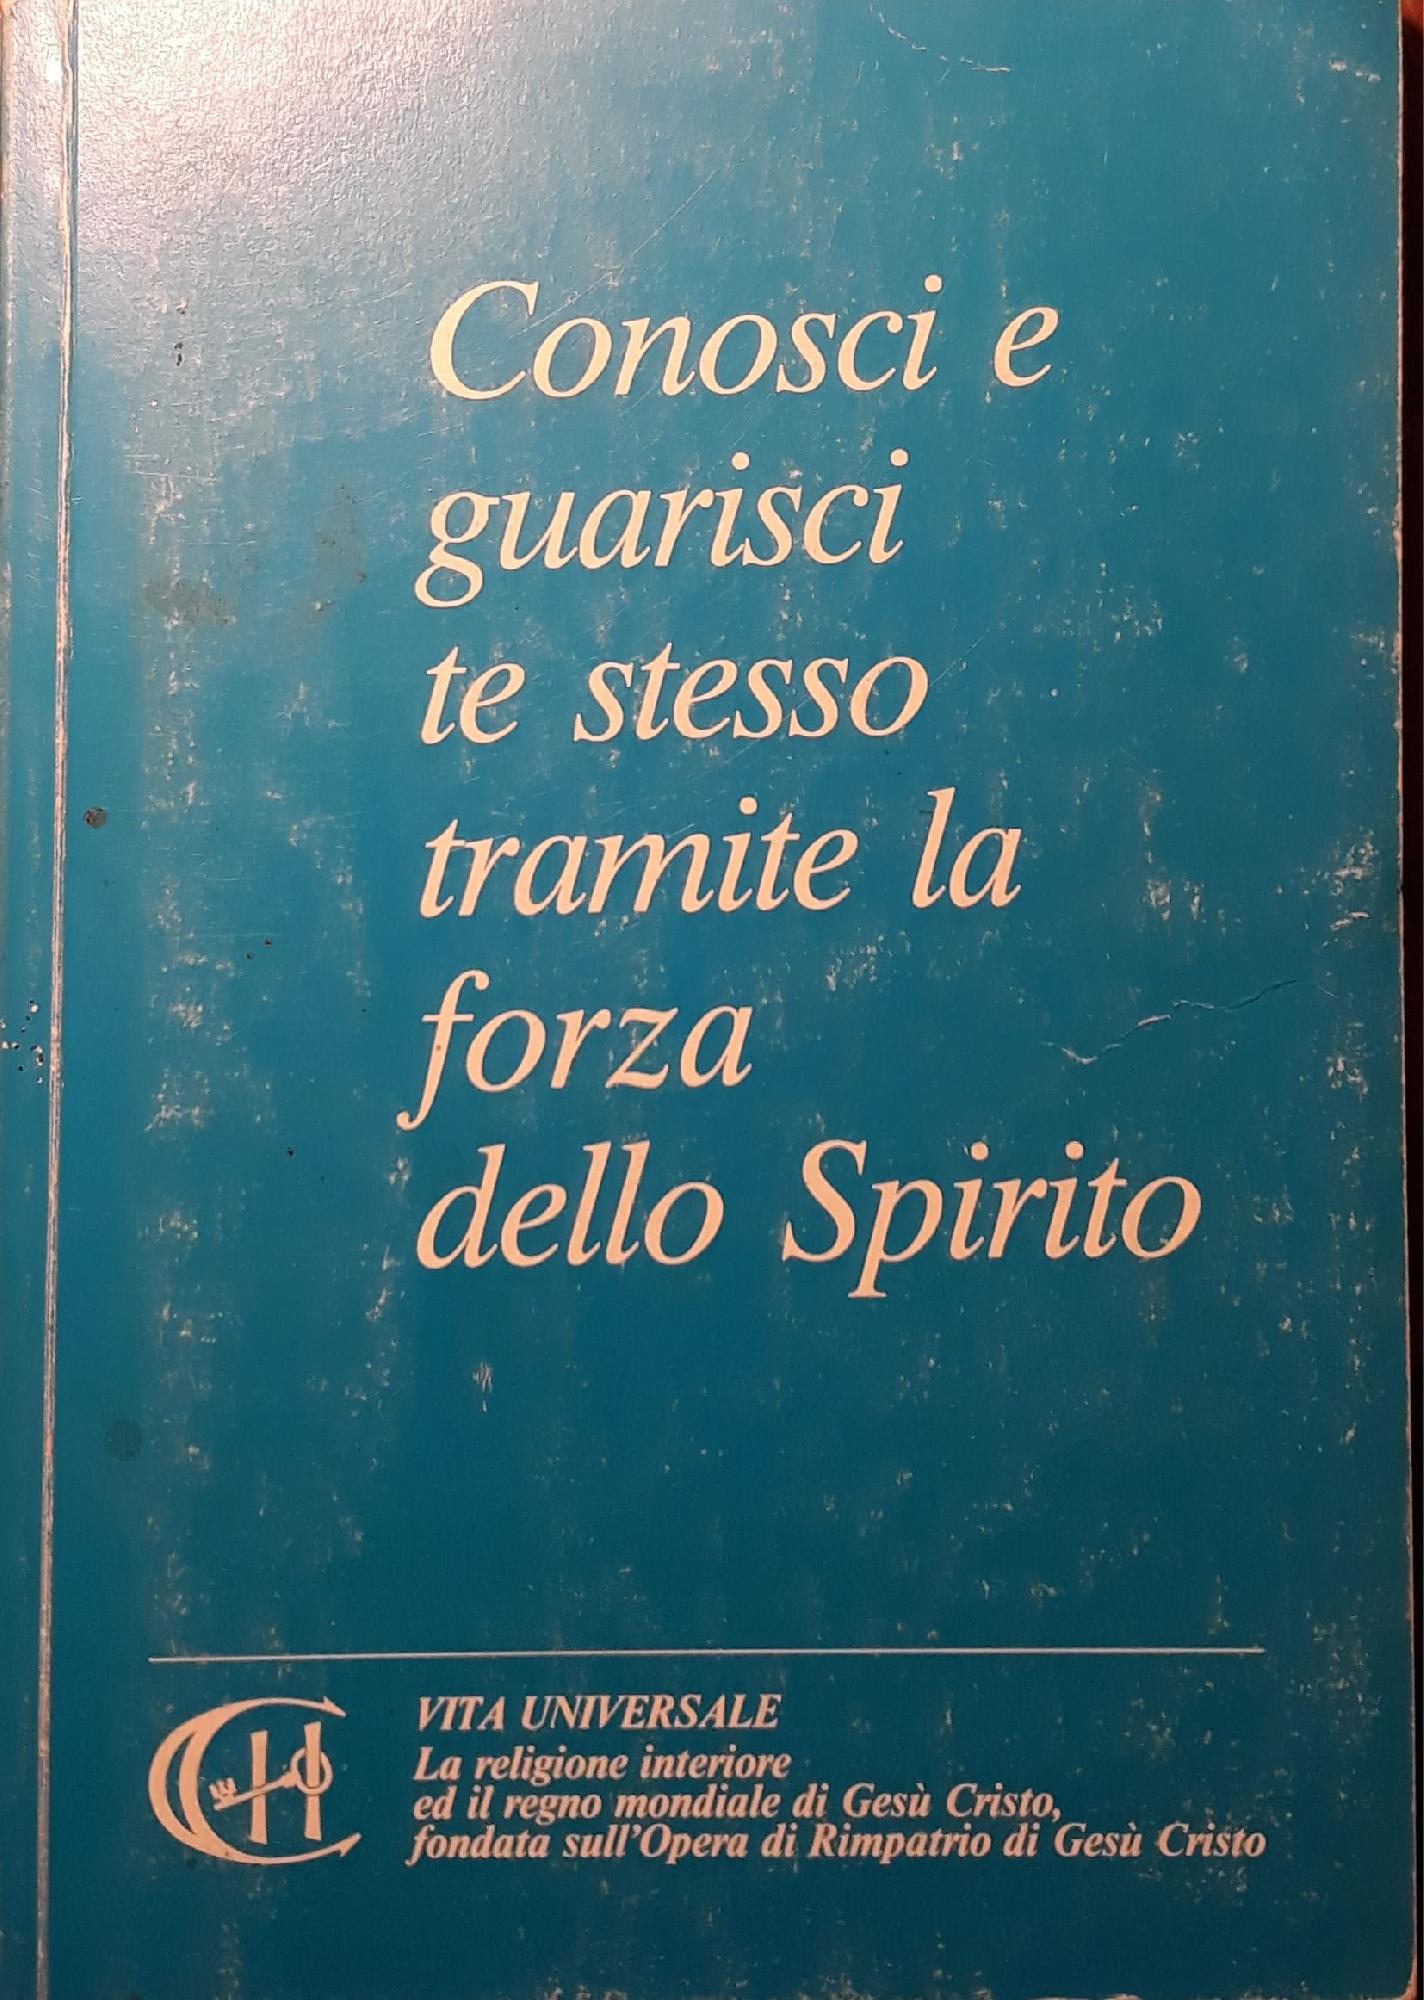 Conosci e
guarisci
te stesso
tramite la
forza
dello Spirito
VITA UNIVERSALE
La religione interiore
ed il regno mondiale di Gesù Cristo,
fondata sull'Opera di Rimpatrio di Gesù Cristo